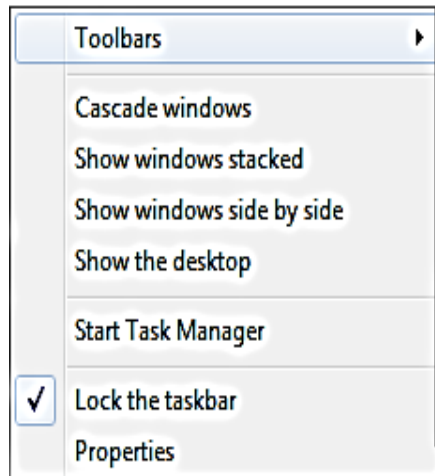 Toolbars
Cascade windows
Show windows stacked
Show windows side by side
Show the desktop
Start Task Manager
Lock the taskbar
Properties